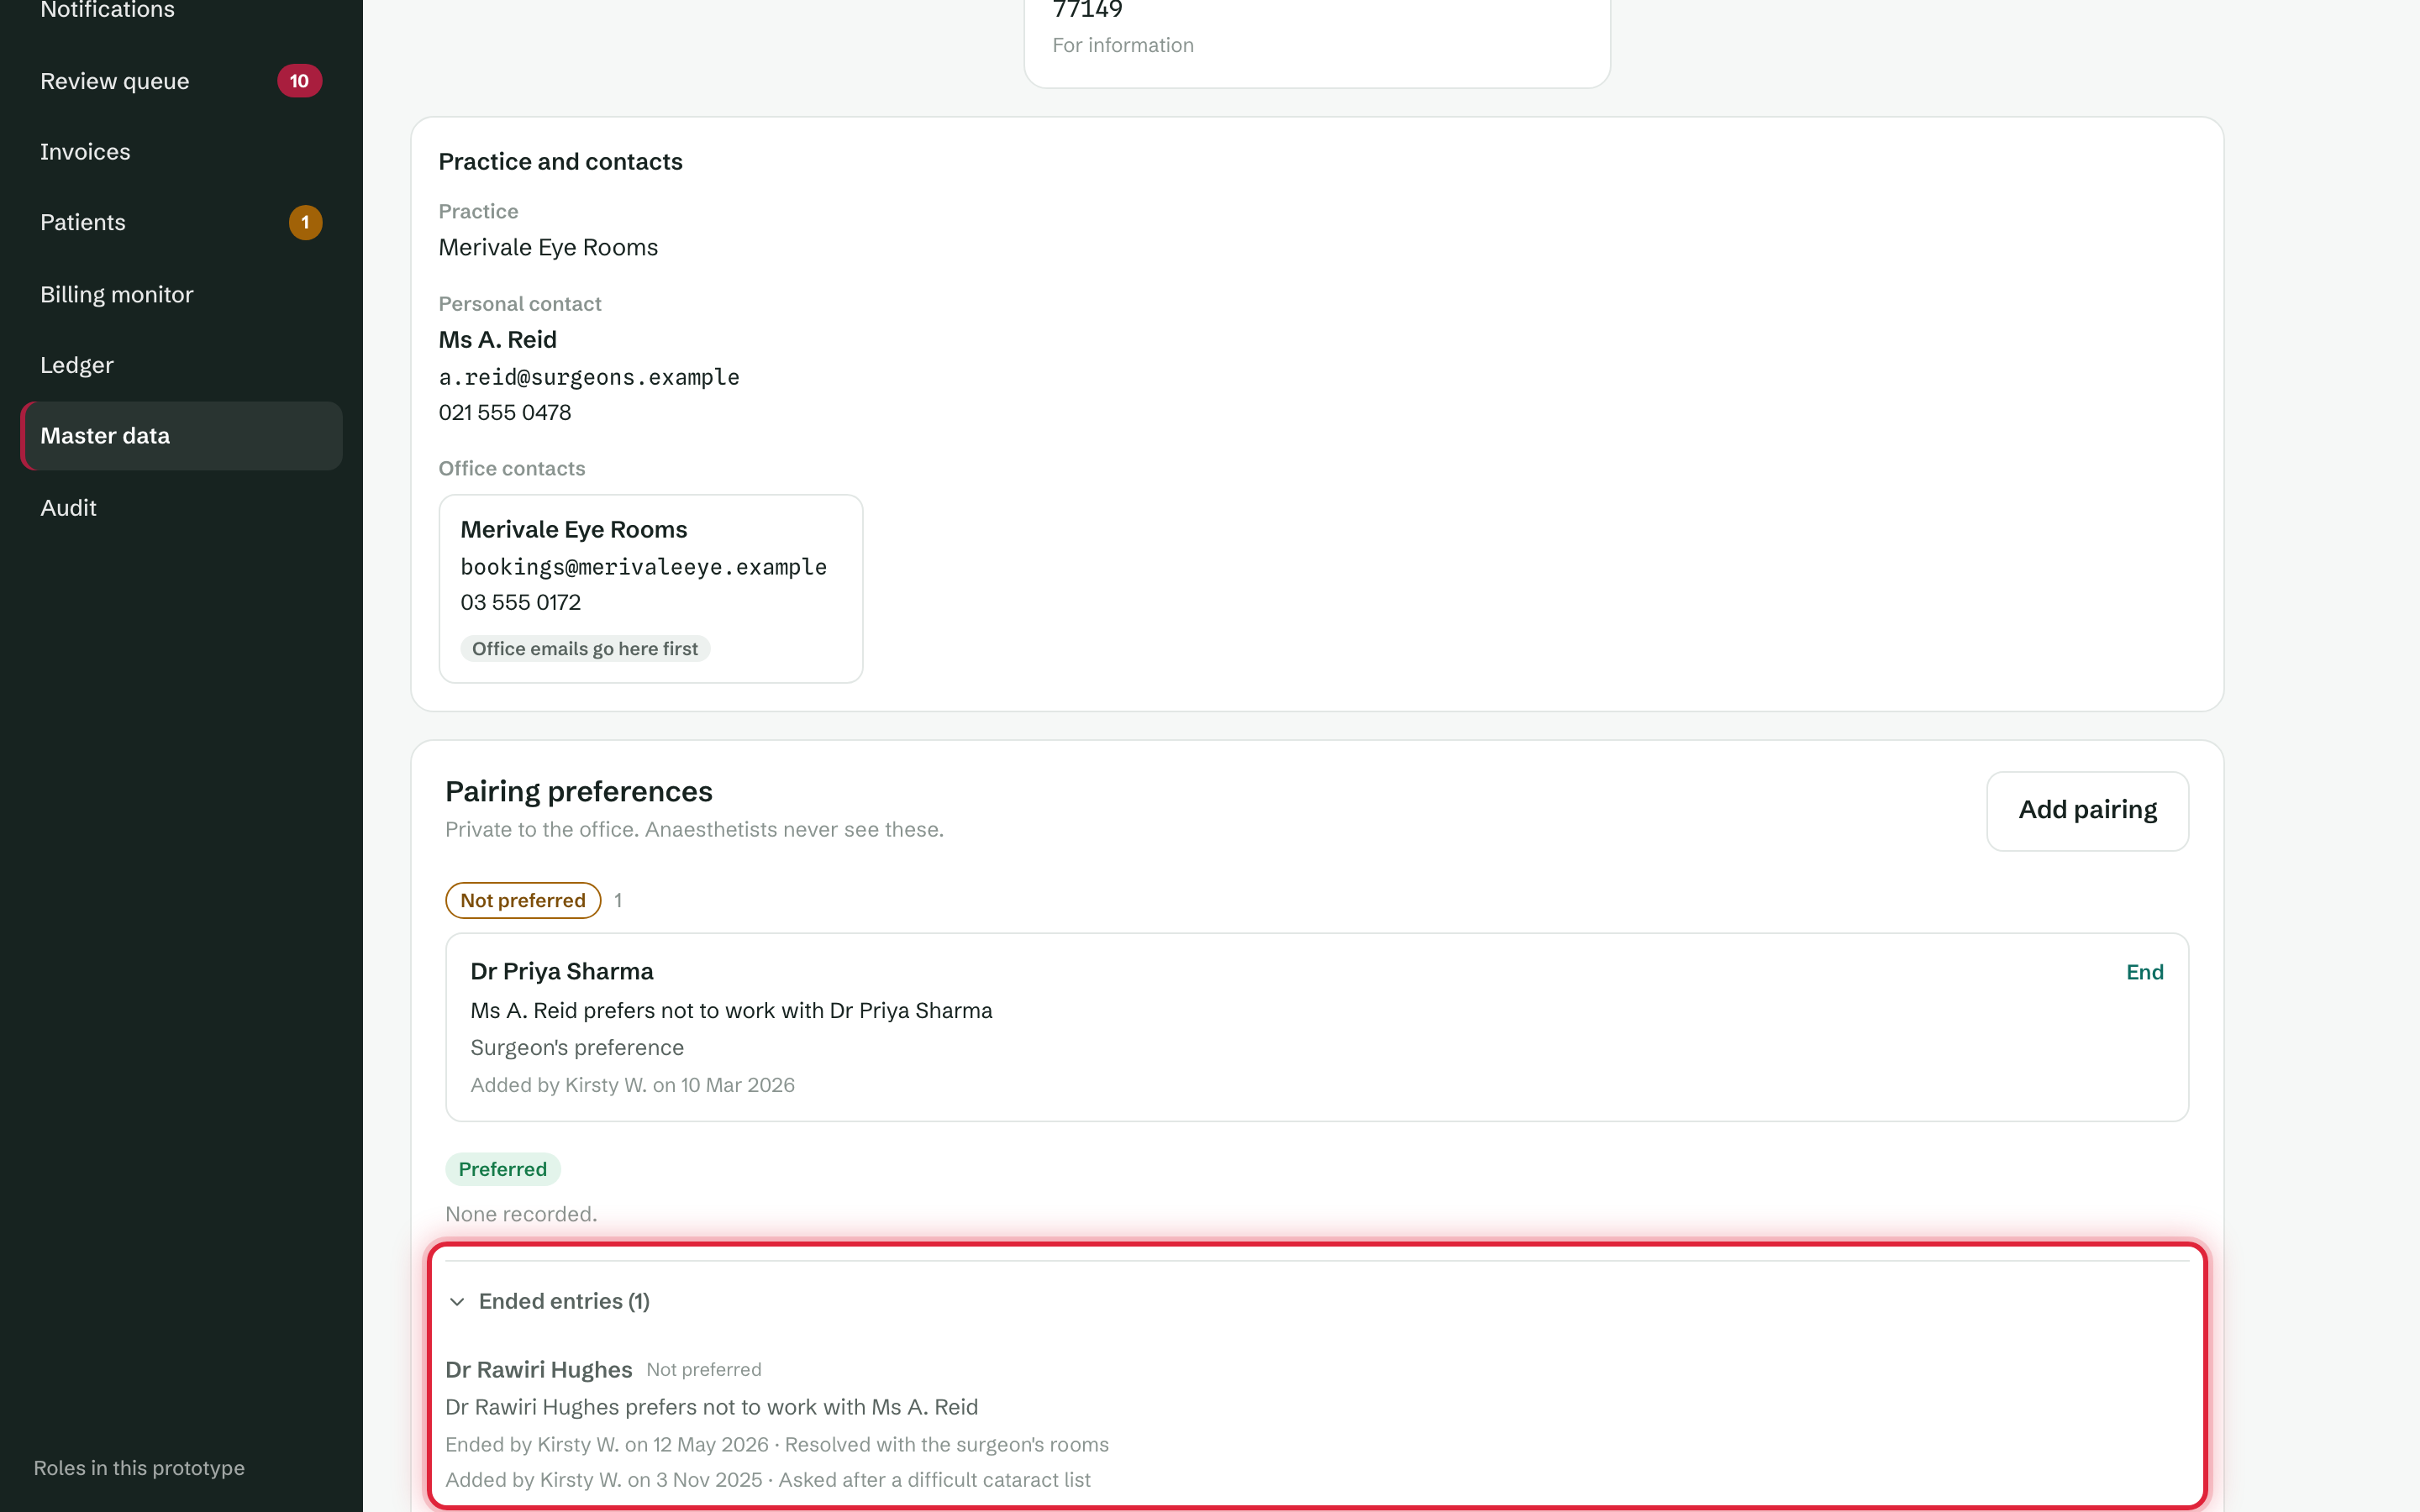 Notifications
Review queue 10
Invoices
Patients 1
Billing monitor
Ledger
Master data
Audit
Roles in this prototype
77149
For information
Practice and contacts
Practice
Merivale Eye Rooms
Personal contact
Ms A. Reid
a.reid@surgeons.example
021 555 0478
Office contacts
Merivale Eye Rooms
bookings@merivaleeye.example
03 555 0172
Office emails go here first
Pairing preferences
Private to the office. Anaesthetists never see these.
Add pairing
Not preferred 1
Dr Priya Sharma
End
Ms A. Reid prefers not to work with Dr Priya Sharma
Surgeon's preference
Added by Kirsty W. on 10 Mar 2026
Preferred
None recorded.
Ended entries (1)
Dr Rawiri Hughes Not preferred
Dr Rawiri Hughes prefers not to work with Ms A. Reid
Ended by Kirsty W. on 12 May 2026 · Resolved with the surgeon's rooms
Added by Kirsty W. on 3 Nov 2025 · Asked after a difficult cataract list